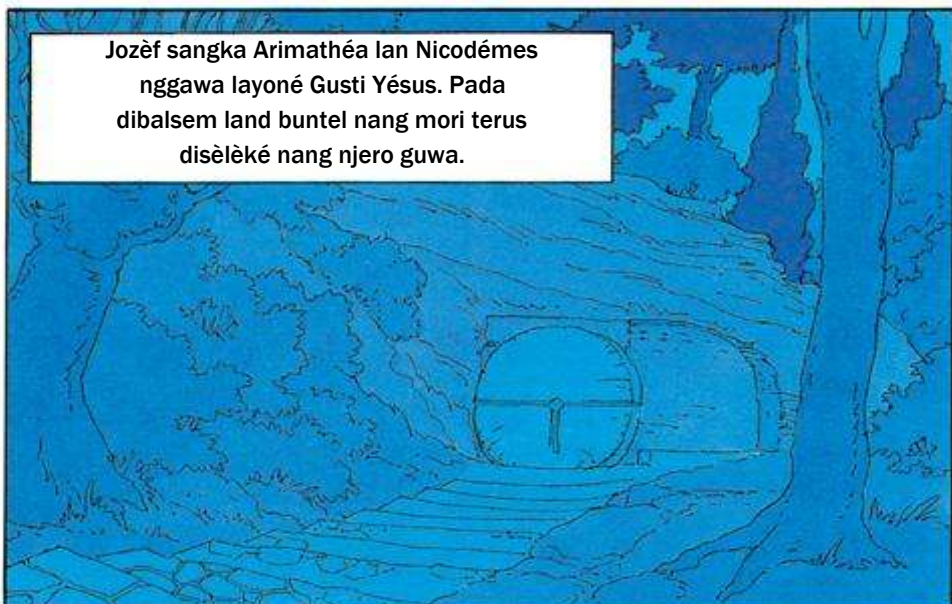 Jozèf sangka Arimathéa lan Nicodémes
nggawa layoné Gusti Yésus. Pada
dibalsem land buntel nang mori terus
disèlèké nang njero guwa.